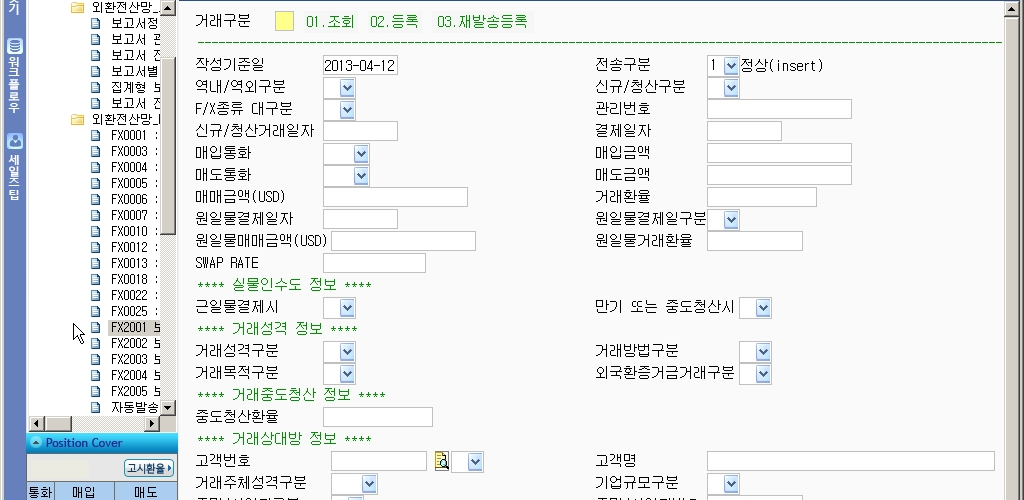 기
워크플로우
세일즈팁
외환전산망_
보고서정
보고서 관
보고서 전
보고서별
집계형 보
보고서 전
외환전산망_
FX0001 :
FX0003 :
FX0004 :
FX0005 :
FX0006 :
FX0007 :
FX0010 :
FX0012 :
FX0013 :
FX0018 :
FX0022 :
FX0025 :
FX2001 보
FX2002 보
FX2003 보
FX2004 보
FX2005 보
자동발송
Position Cover
고시환율
통화 매입 매도
거래구분 01.조회 02.등록 03.재발송등록
작성기준일 2013-04-12 전송구분 1 정상(insert)
역내/역외구분 신규/청산구분
F/X종류 대구분 관리번호
신규/청산거래일자 결제일자
매입통화 매입금액
매도통화 매도금액
매매금액(USD) 거래환율
원일물결제일자 원일물결제일구분
원일물매매금액(USD) 원일물거래환율
SWAP RATE
**** 실물인수도 정보 ****
근일물결제시 만기 또는 중도청산시
**** 거래성격 정보 ****
거래성격구분 거래방법구분
거래목적구분 외국환증거금거래구분
**** 거래중도청산 정보 ****
중도청산환율
**** 거래상대방 정보 ****
고객번호 고객명
거래주체성격구분 기업규모구분